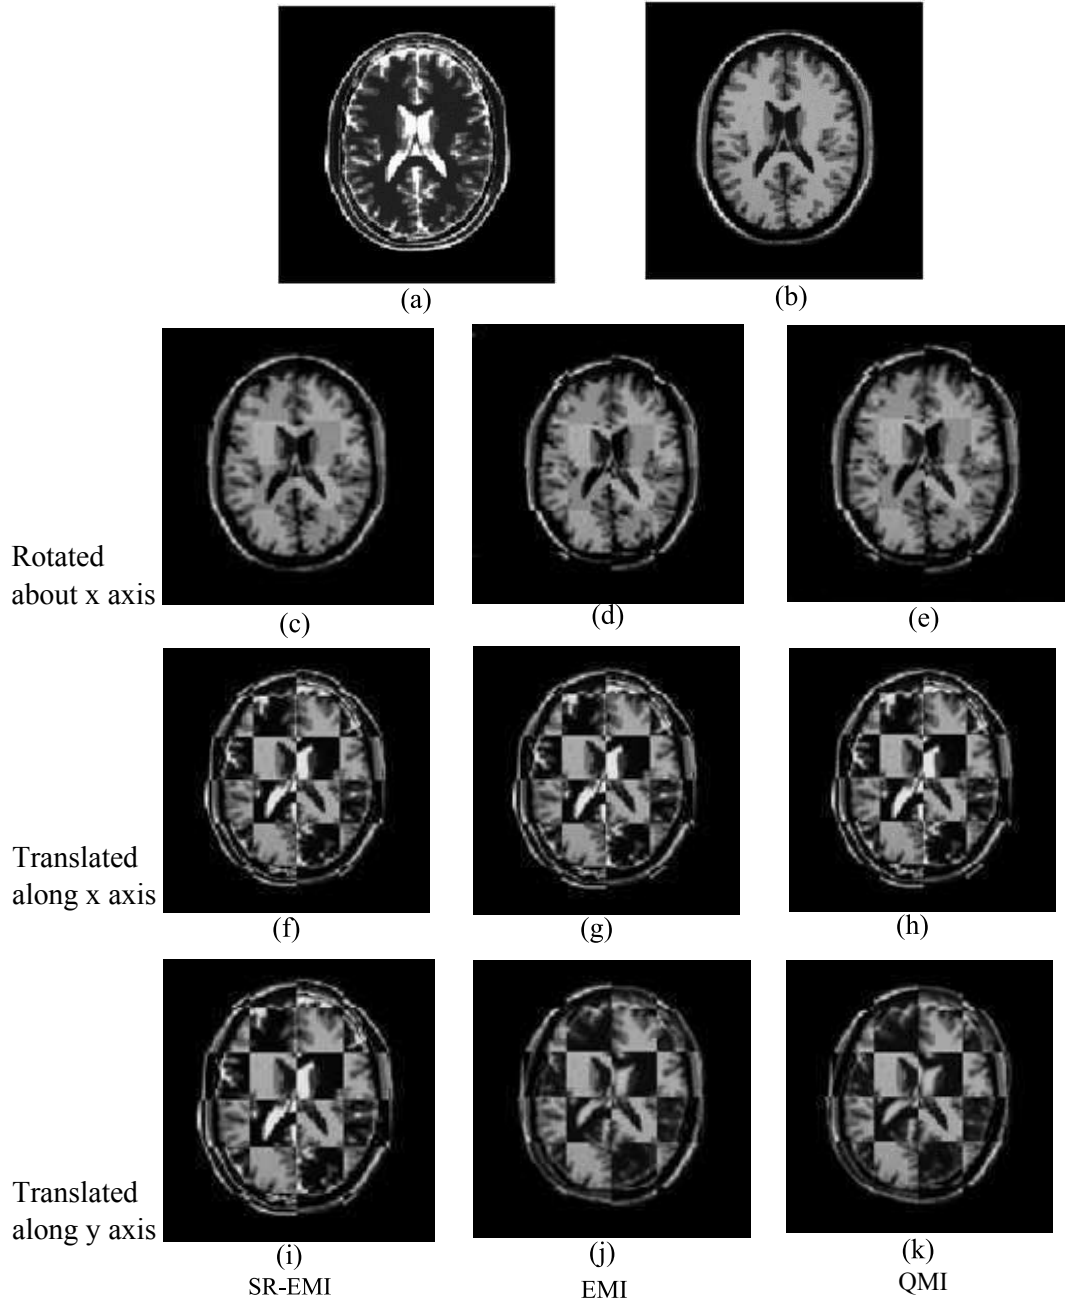 (a)
(b)
Rotated
about x axis
(c)
(d)
(e)
Translated
along x axis
(f)
(g)
(h)
Translated
along y axis
(i)
(j)
(k)
SR-EMI
EMI
QMI